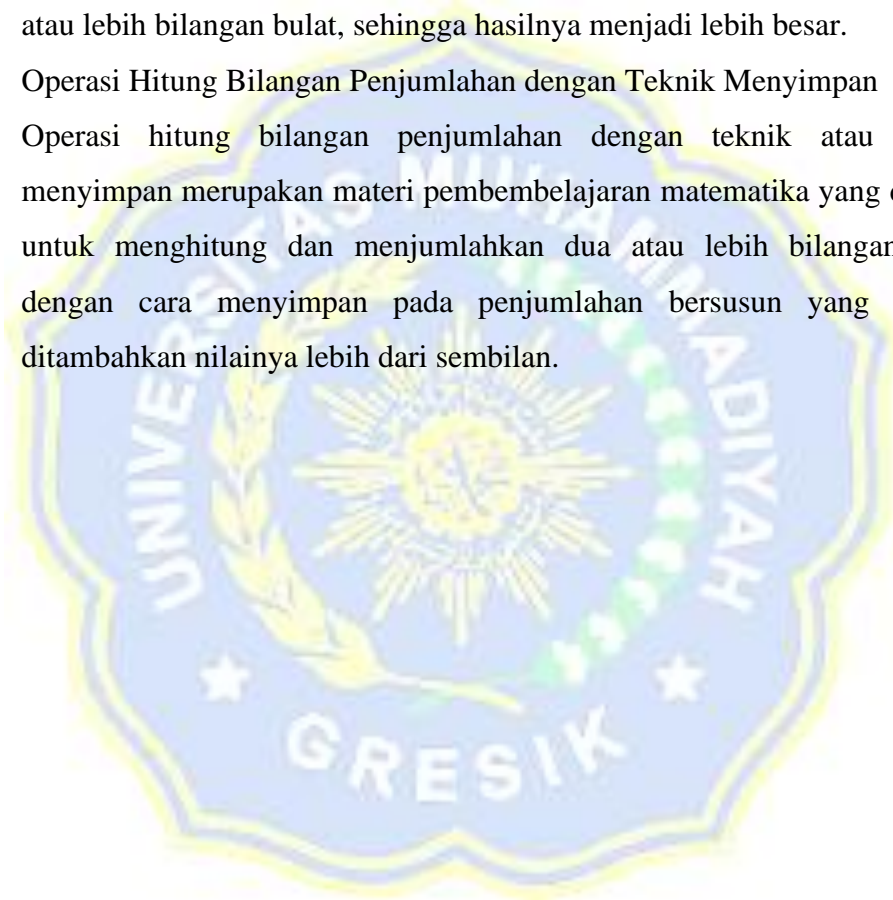 atau lebih bilangan bulat, sehingga hasilnya menjadi lebih besar.
Operasi Hitung Bilangan Penjumlahan dengan Teknik Menyimpan
Operasi hitung bilangan penjumlahan dengan teknik atau
menyimpan merupakan materi pembembelajaran matematika yang
untuk menghitung dan menjumlahkan dua atau lebih bilangan
dengan cara menyimpan pada penjumlahan bersusun yang
ditambahkan nilainya lebih dari sembilan.
UNIVERSITAS MUHAMMADIYAH
GRESIK